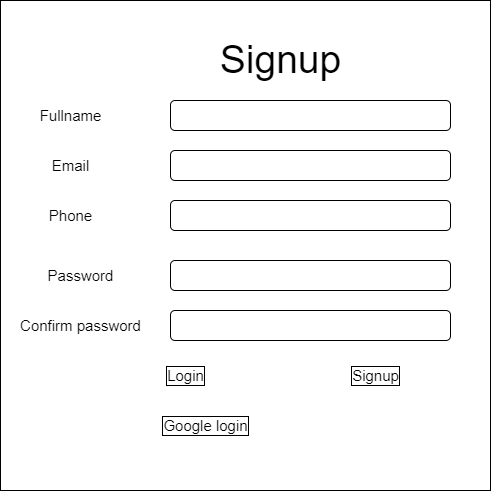 Signup
Fullname
Email
Phone
Password
Confirm password
Login
Signup
Google login